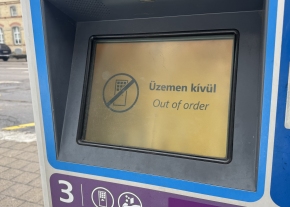 Üzemen kívül
Out of order
3